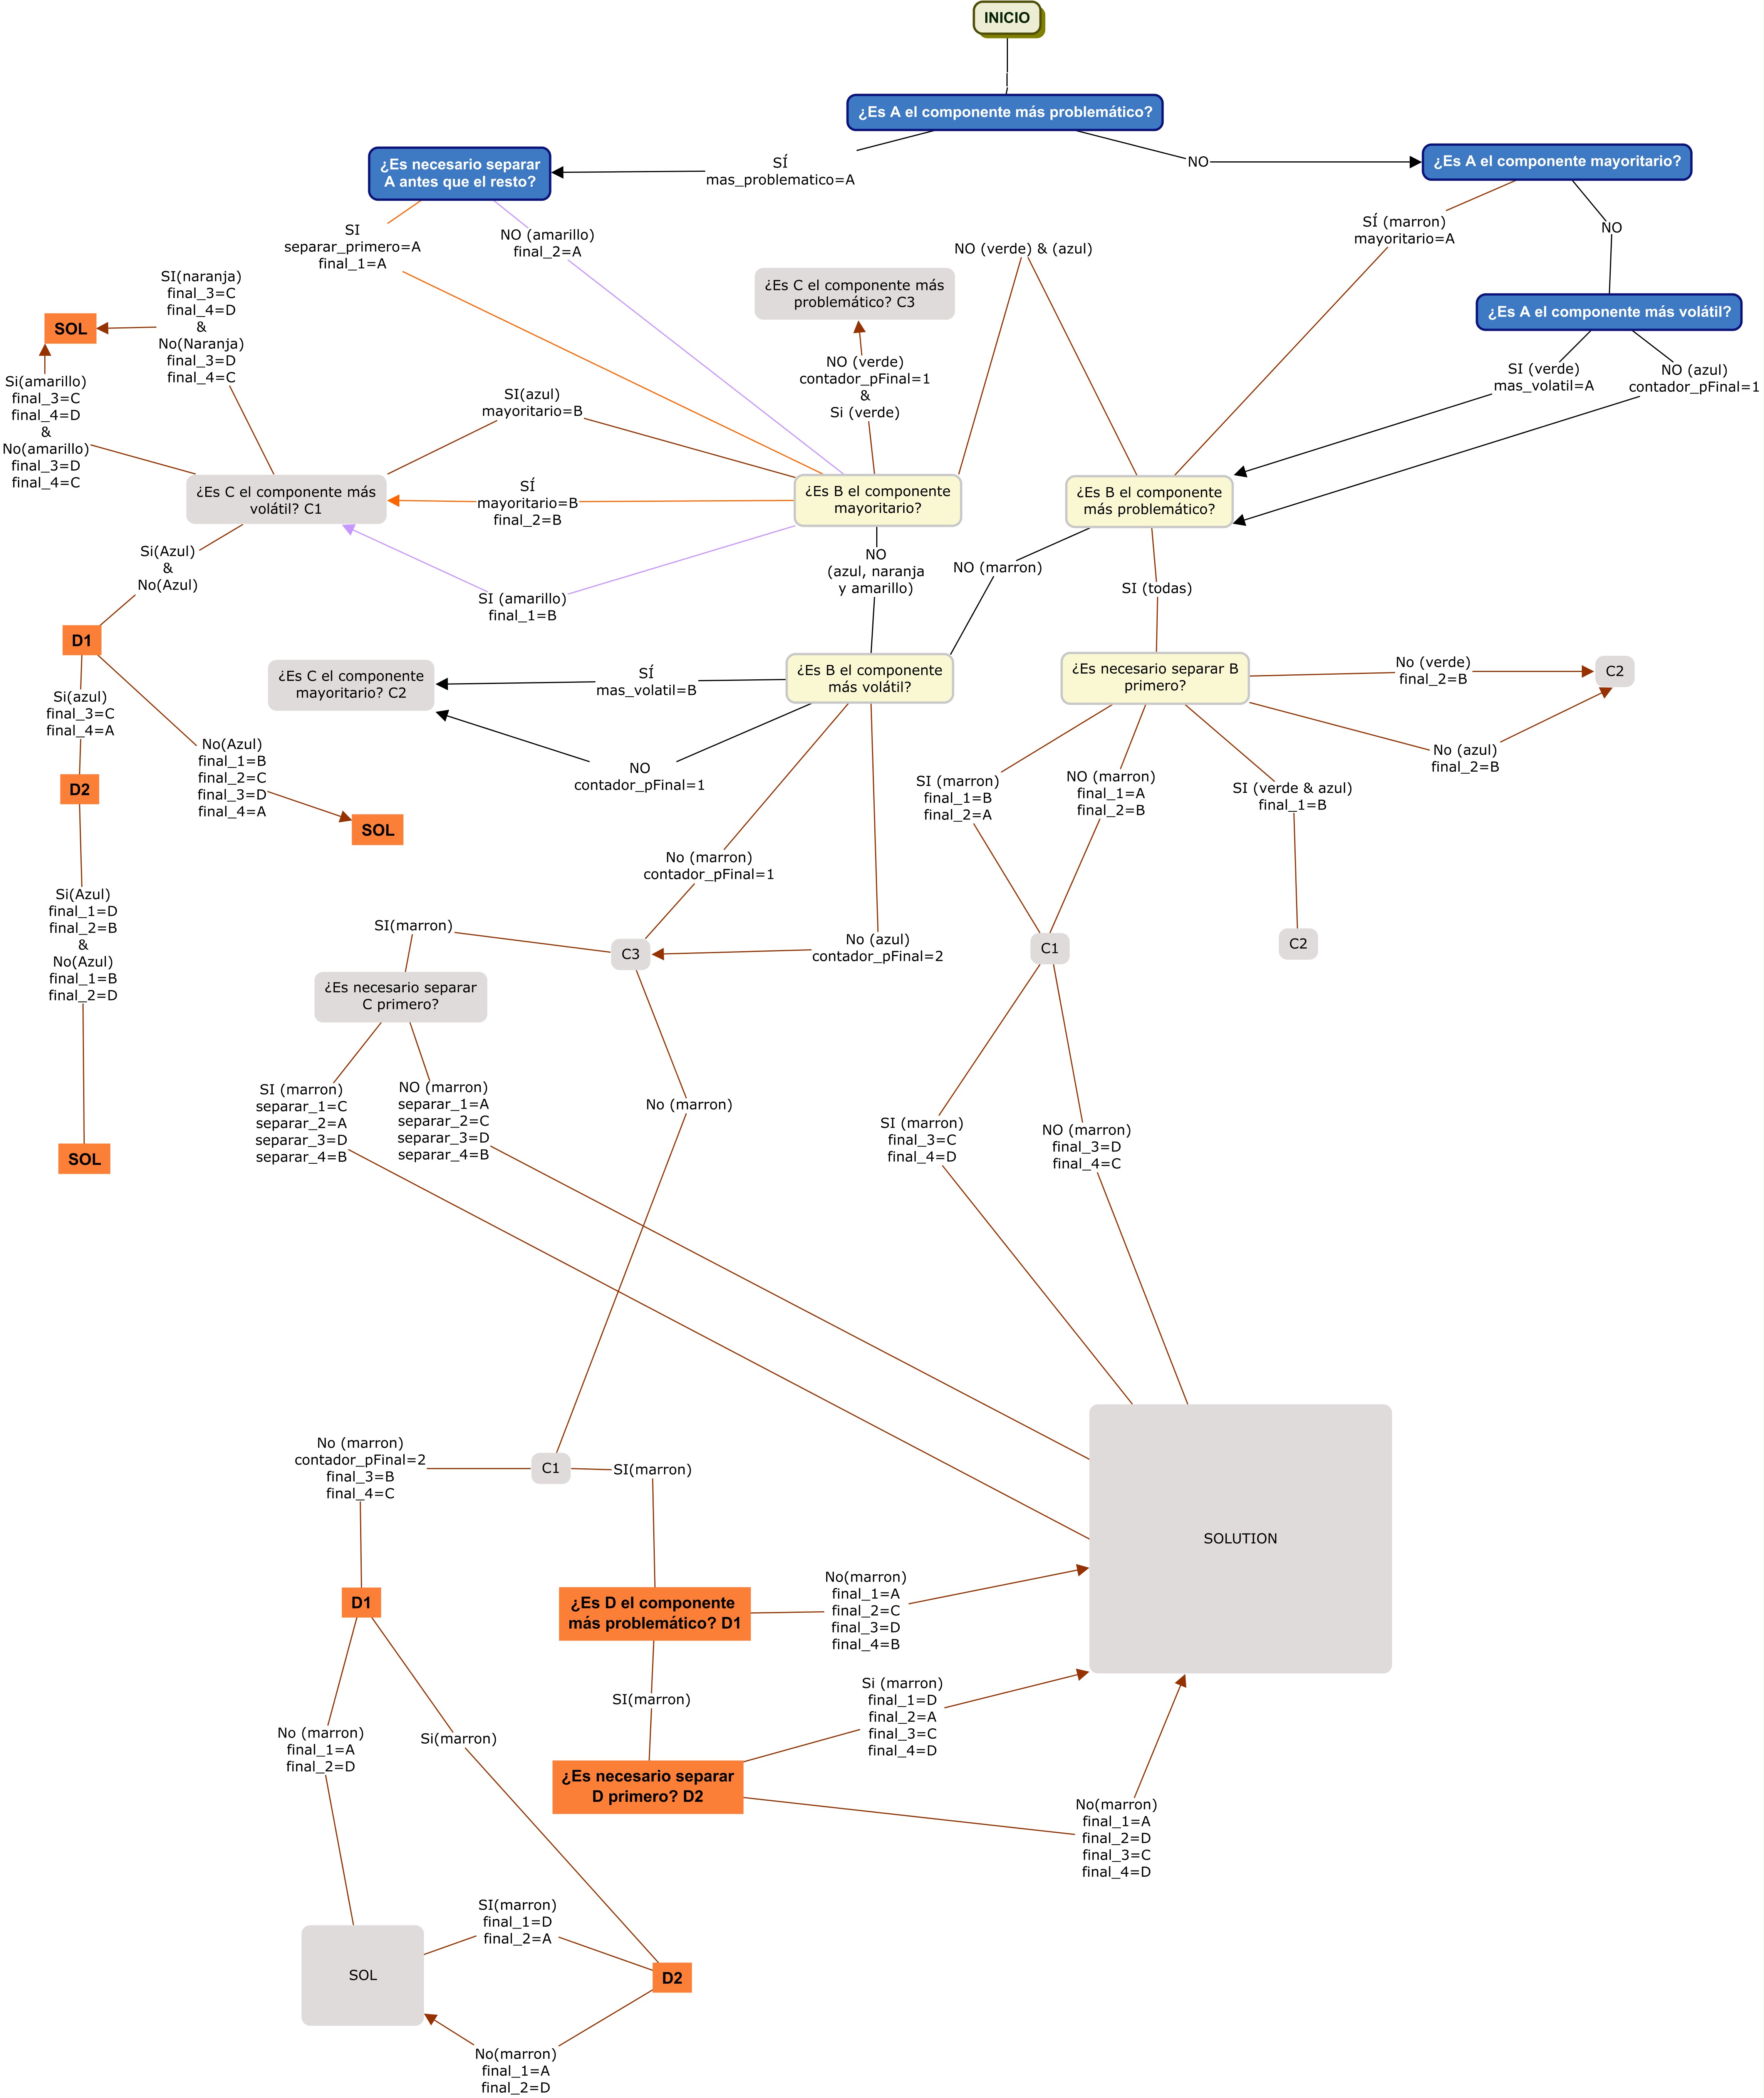 INICIO
¿Es A el componente más problemático?
¿Es necesario separar
A antes que el resto?
SÍ
mas_problematico=A
NO
¿Es A el componente mayoritario?
SI
separar_primero=A
final_1=A
NO (amarillo)
final_2=A
NO (verde) & (azul)
SÍ (marron)
mayoritario=A
NO
¿Es A el componente más volátil?
SI (verde)
mas_volatil=A
NO (azul)
contador_pFinal=1
SI(naranja)
final_3=C
final_4=D
&
No(Naranja)
final_3=D
final_4=C
SOL
Si(amarillo)
final_3=C
final_4=D
&
No(amarillo)
final_3=D
final_4=C
¿Es C el componente más
problemático? C3
NO (verde)
contador_pFinal=1
&
Si (verde)
SI(azul)
mayoritario=B
¿Es C el componente más
volátil? C1
SÍ
mayoritario=B
final_2=B
¿Es B el componente
mayoritario?
¿Es B el componente
más problemático?
SI (amarillo)
final_1=B
NO
(azul, naranja
y amarillo)
NO (marron)
SI (todas)
Si(Azul)
&
No(Azul)
D1
¿Es C el componente
mayoritario? C2
SÍ
mas_volatil=B
¿Es B el componente
más volátil?
¿Es necesario separar B
primero?
No (verde)
final_2=B
C2
Si(azul)
final_3=C
final_4=A
No(Azul)
final_1=B
final_2=C
final_3=D
final_4=A
NO
contador_pFinal=1
SI (marron)
final_1=B
final_2=A
NO (marron)
final_1=A
final_2=B
SI (verde & azul)
final_1=B
No (azul)
final_2=B
D2
SOL
No (marron)
contador_pFinal=1
Si(Azul)
final_1=D
final_2=B
&
No(Azul)
final_1=B
final_2=D
SI(marron)
C3
No (azul)
contador_pFinal=2
C1
C2
¿Es necesario separar
C primero?
SI (marron)
separar_1=C
separar_2=A
separar_3=D
separar_4=B
NO (marron)
separar_1=A
separar_2=C
separar_3=D
separar_4=B
No (marron)
SI (marron)
final_3=C
final_4=D
NO (marron)
final_3=D
final_4=C
SOL
No (marron)
contador_pFinal=2
final_3=B
final_4=C
C1
SI(marron)
SOLUTION
D1
¿Es D el componente
más problemático? D1
No(marron)
final_1=A
final_2=C
final_3=D
final_4=B
SI(marron)
Si (marron)
final_1=D
final_2=A
final_3=C
final_4=D
No (marron)
final_1=A
final_2=D
Si(marron)
¿Es necesario separar
D primero? D2
No(marron)
final_1=A
final_2=D
final_3=C
final_4=D
SI(marron)
final_1=D
final_2=A
SOL
D2
No(marron)
final_1=A
final_2=D